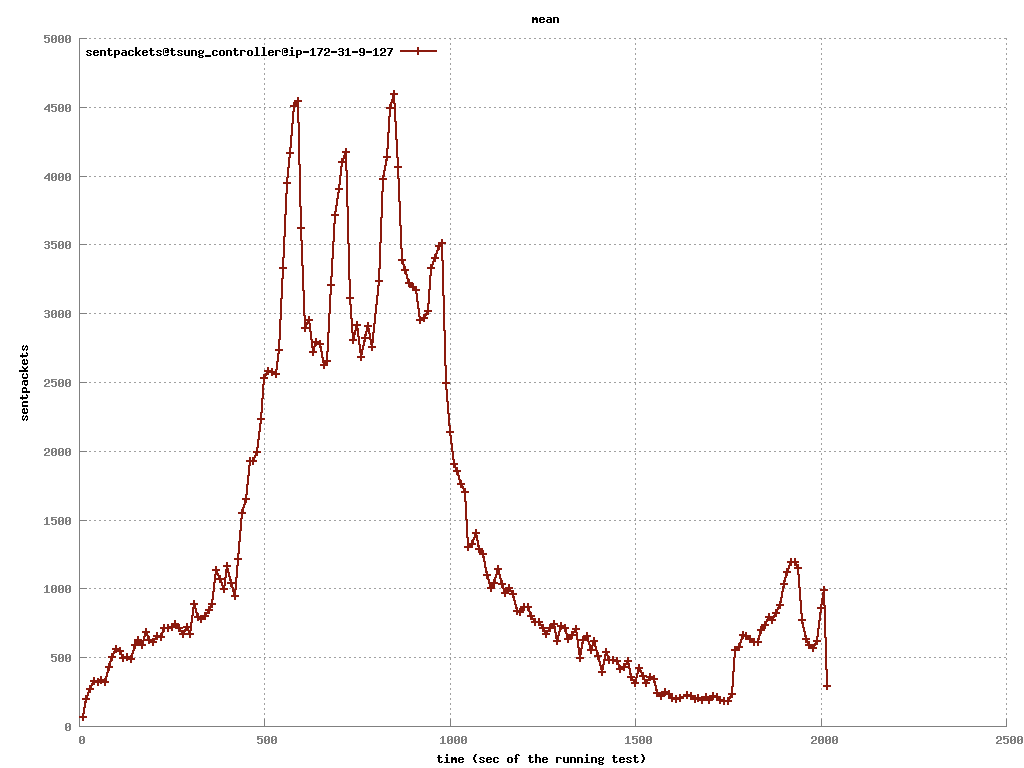 mean
sentpackets@tsung_controller@ip-172-31-9-127
5000
4500
4000
3500
3000
2500
2000
1500
1000
500
0
sentpackets
0 500 1000 1500 2000 2500
time (sec of the running test)